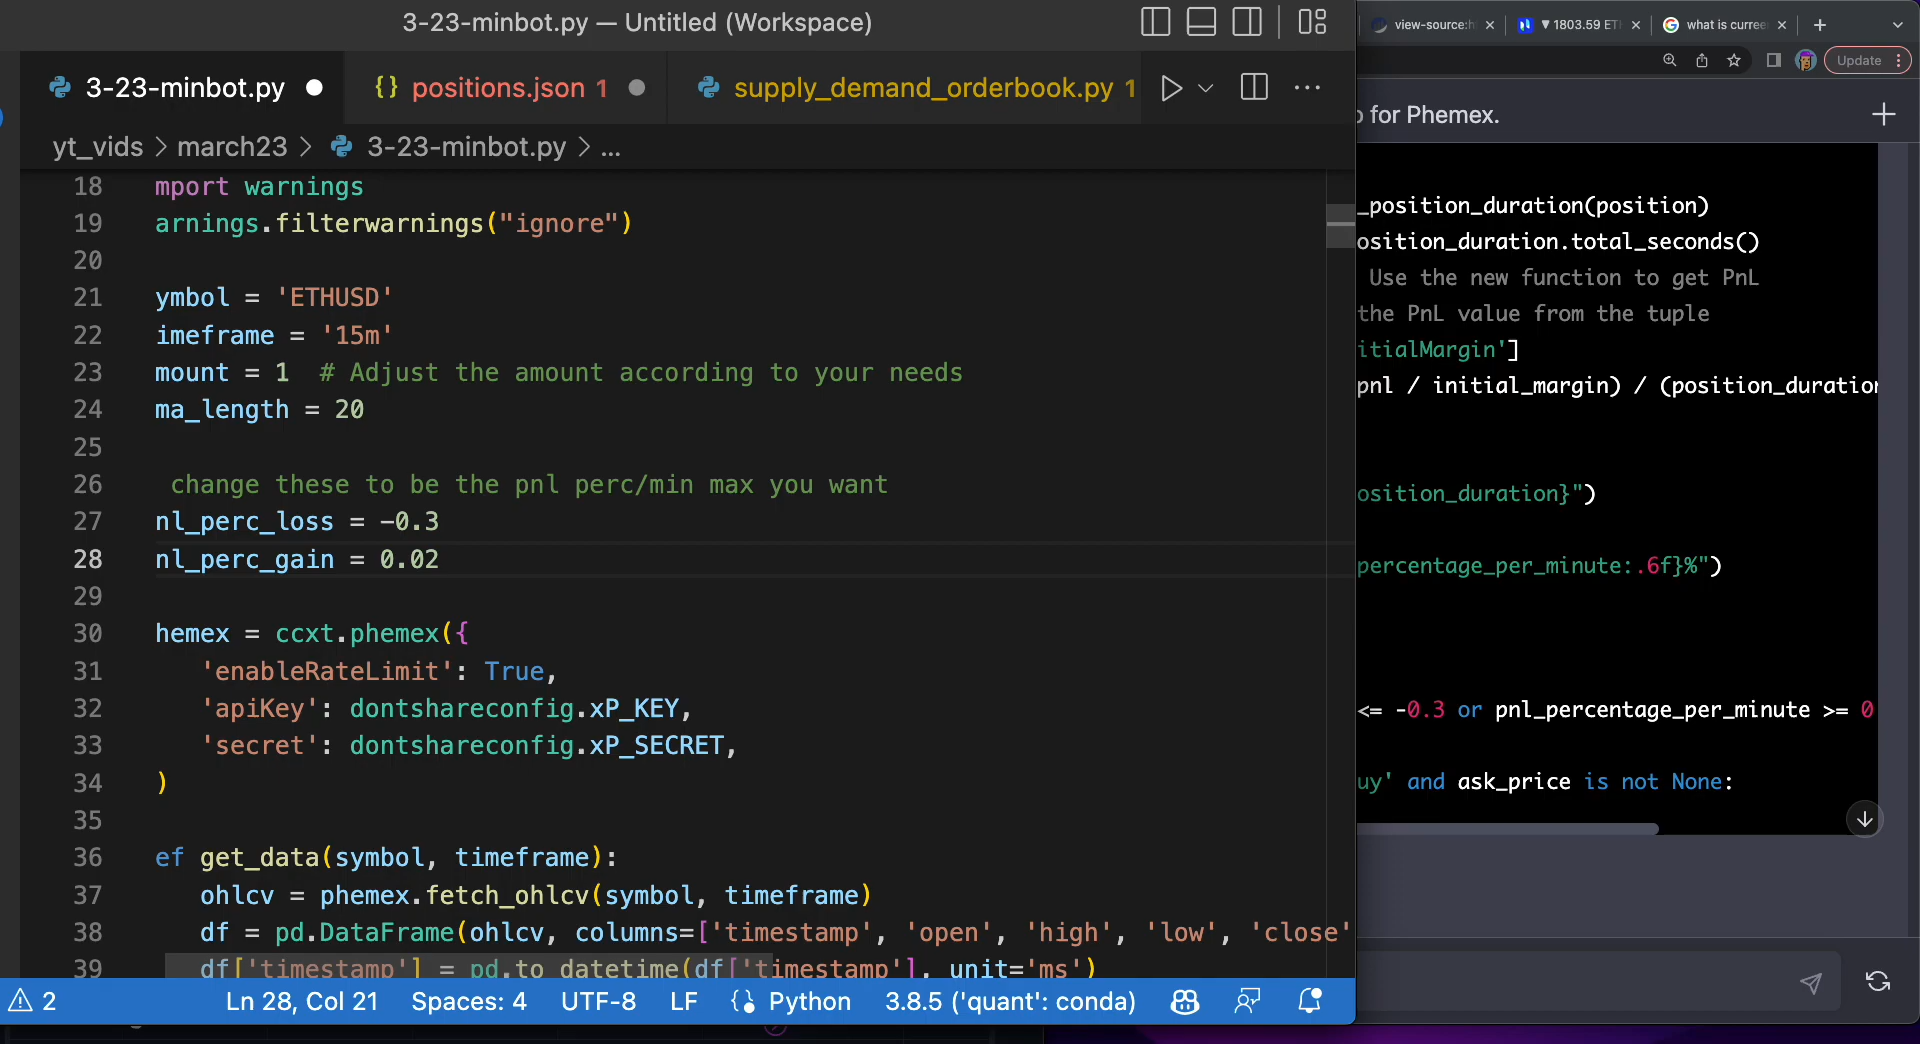 3-23-minbot.py — Untitled (Workspace)
3-23-minbot.py
{} positions.json 1
supply_demand_orderbook.py 1
yt_vids > march23 > 3-23-minbot.py > ...
18 mport warnings
19 arnings.filterwarnings("ignore")
20
21 ymbol = 'ETHUSD'
22 imeframe = '15m'
23 mount = 1  # Adjust the amount according to your needs
24 ma_length = 20
25
26 change these to be the pnl perc/min max you want
27 nl_perc_loss = -0.3
28 nl_perc_gain = 0.02
29
30 hemex = ccxt.phemex({
31 'enableRateLimit': True,
32 'apiKey': dontshareconfig.xP_KEY,
33 'secret': dontshareconfig.xP_SECRET,
34 )
35
36 ef get_data(symbol, timeframe):
37 ohlcv = phemex.fetch_ohlcv(symbol, timeframe)
38 df = pd.DataFrame(ohlcv, columns=['timestamp', 'open', 'high', 'low', 'close'
39 df['timestamp'] = pd.to_datetime(df['timestamp'], unit='ms')
2
Ln 28, Col 21
Spaces: 4
UTF-8
LF
Python
3.8.5 ('quant': conda)
view-source:h
▼1803.59 ET
what is curre
Update
for Phemex.
_position_duration(position)
osition_duration.total_seconds()
Use the new function to get PnL
the PnL value from the tuple
itialMargin']
pnl / initial_margin) / (position_duration
osition_duration}")
percentage_per_minute:.6f}%")
<= -0.3 or pnl_percentage_per_minute >= 0
uy' and ask_price is not None: